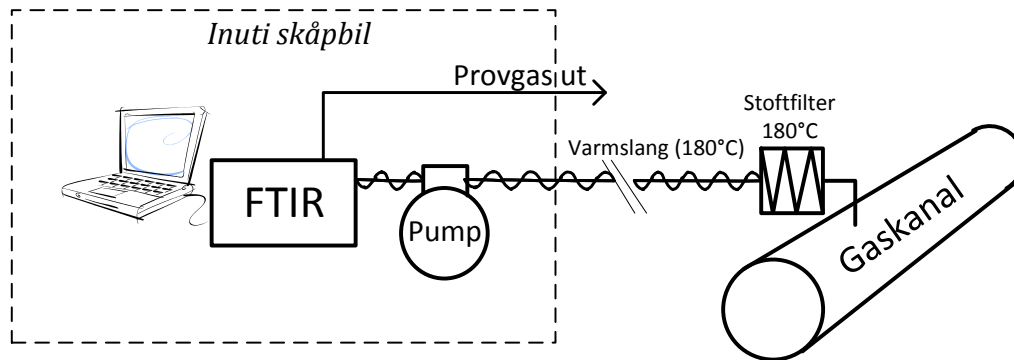 Inuti skåpbil
Provgas ut
Stoftfilter
180°C
Varmslang (180°C)
FTIR
Pump
Gaskanal